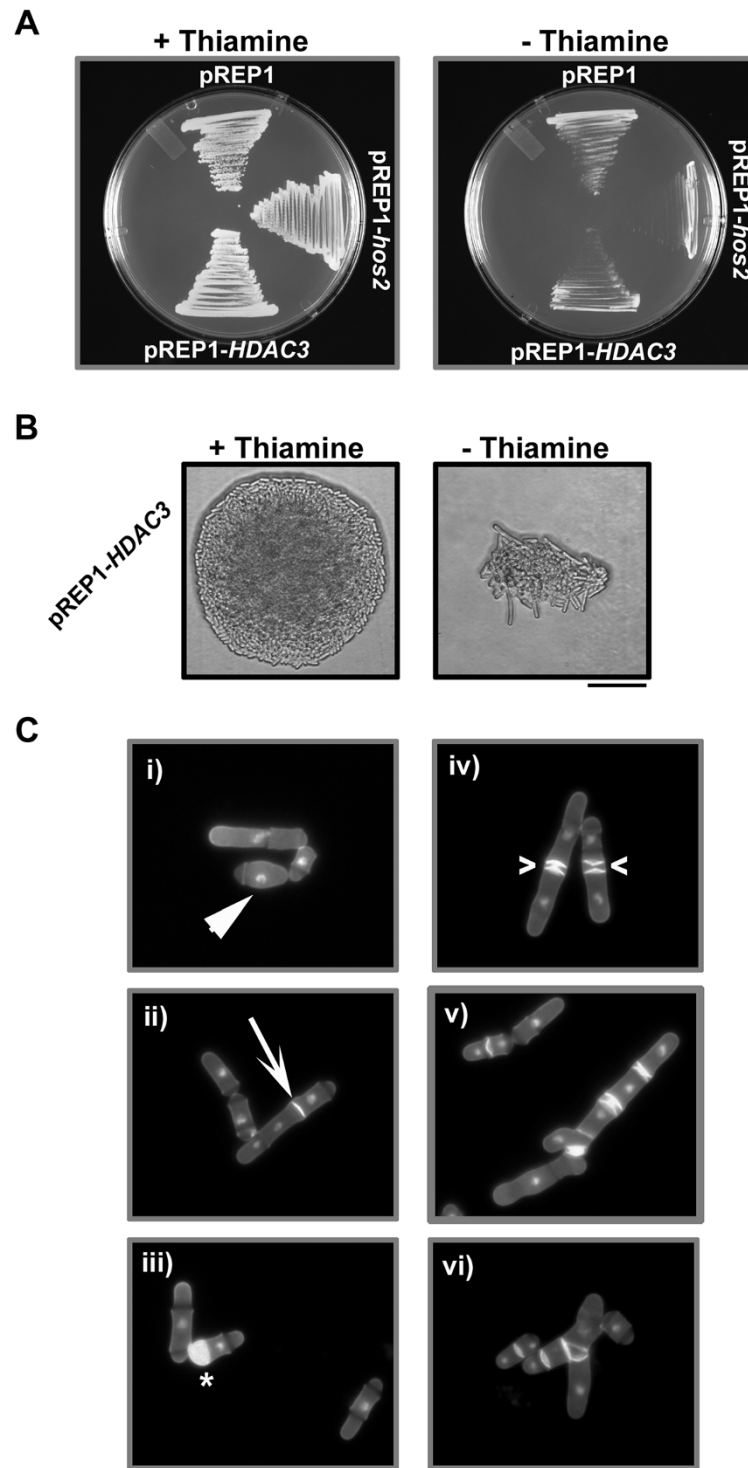 A
+ Thiamine
- Thiamine
pREP1
pREP1
pREP1-hos2
pREP1-hos2
pREP1-HDAC3
pREP1-HDAC3
B
+ Thiamine
- Thiamine
pREP1-HDAC3
C
i)
iv)
> <
ii)
v)
iii)
vi)
*